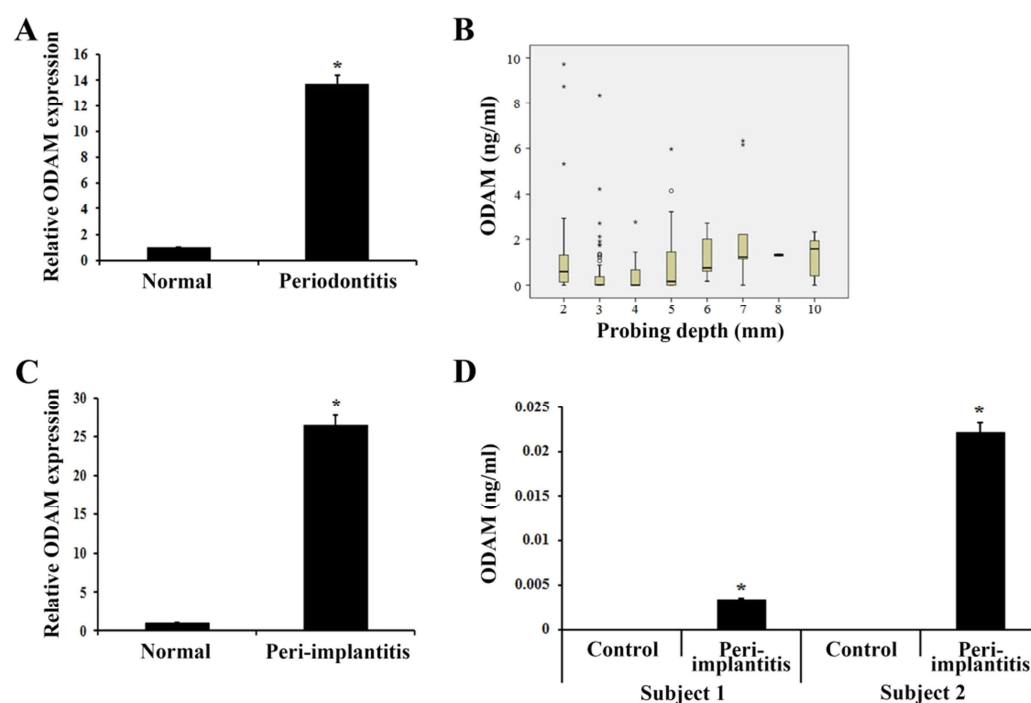 A
Relative ODAM expression
16
14
12
10
8
6
4
2
0
*
Normal
Periodontitis
B
ODAM (ng/ml)
10
8
6
4
2
0
2
3
4
5
6
7
8
10
Probing depth (mm)
C
Relative ODAM expression
30
25
20
15
10
5
0
*
Normal
Peri-implantitis
D
ODAM (ng/ml)
0.025
0.02
0.015
0.01
0.005
0
*
*
Control
Peri-
implantitis
Control
Peri-
implantitis
Subject 1
Subject 2